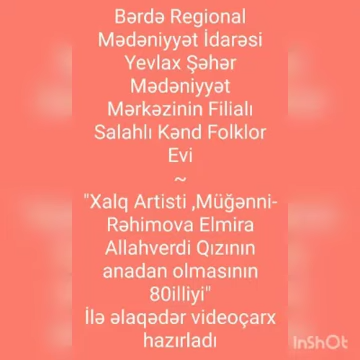 Bərdə Regional
Mədəniyyət İdarəsi
Yevlax Şəhər
Mədəniyyət
Mərkəzinin Filialı
Salahlı Kənd Folklor
Evi
~
"Xalq Artisti ,Müğənni-
Rəhimova Elmira
Allahverdi Qızının
anadan olmasının
80illiyi"
İlə əlaqədər videoçarx
hazırladı
InShOt